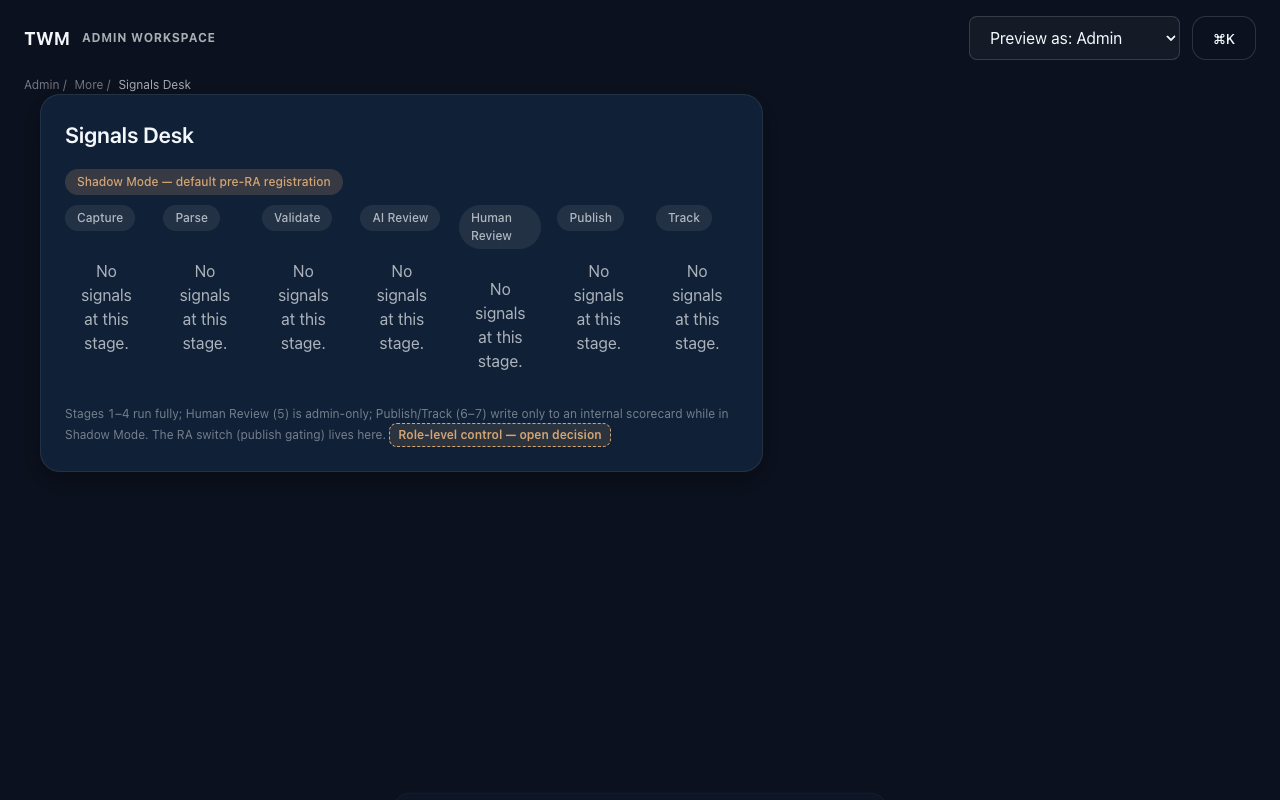 TWM ADMIN WORKSPACE
Preview as: Admin
⌘K
Admin / More / Signals Desk
Signals Desk
Shadow Mode — default pre-RA registration
Capture
No
signals
at this
stage.
Parse
No
signals
at this
stage.
Validate
No
signals
at this
stage.
AI Review
No
signals
at this
stage.
Human
Review
No
signals
at this
stage.
Publish
No
signals
at this
stage.
Track
No
signals
at this
stage.
Stages 1–4 run fully; Human Review (5) is admin-only; Publish/Track (6–7) write only to an internal scorecard while in
Shadow Mode. The RA switch (publish gating) lives here. Role-level control — open decision